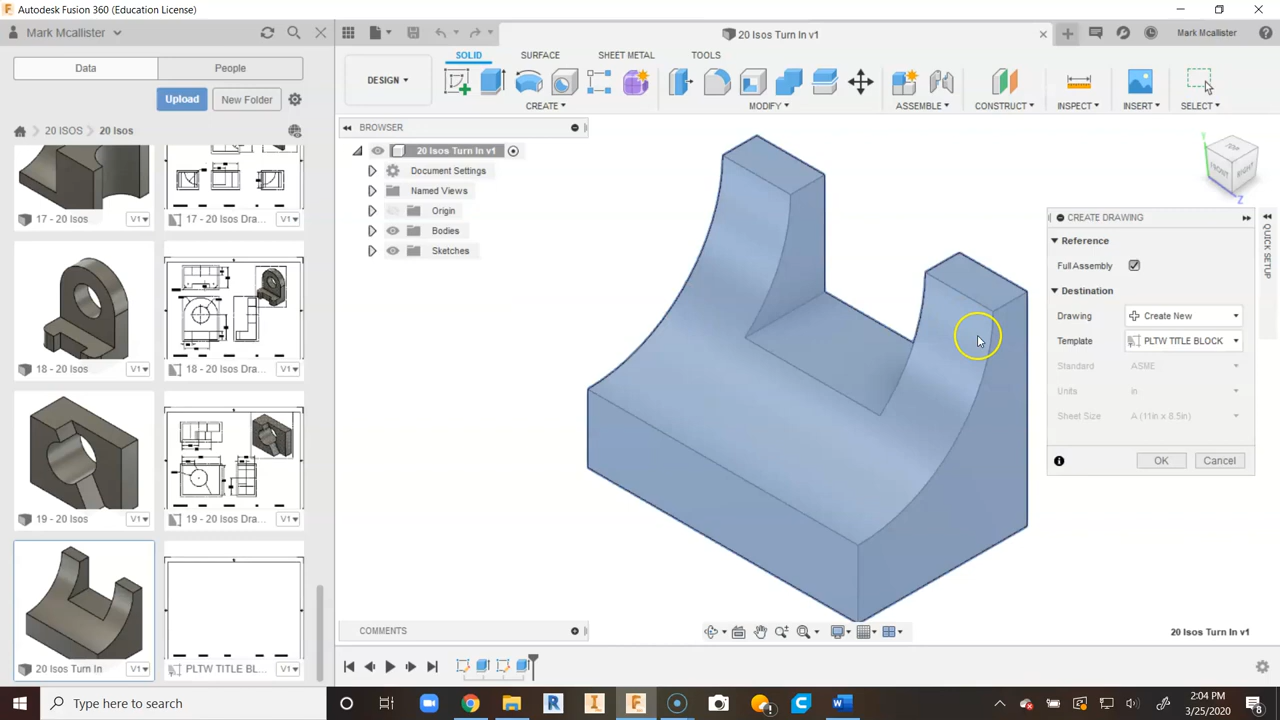 Autodesk Fusion 360 (Education License)
Mark Mcallister
20 Isos Turn In v1
Mark Mcallister
Data
People
Upload
New Folder
20 ISOS
20 Isos
17 - 20 Isos
V1
17 - 20 Isos Dra...
V1
18 - 20 Isos
V1
18 - 20 Isos Dra...
V1
19 - 20 Isos
V1
19 - 20 Isos Dra...
V1
20 Isos Turn In
V1
PLTW TITLE BL...
V1
DESIGN
SOLID
SURFACE
SHEET METAL
TOOLS
CREATE
MODIFY
ASSEMBLE
CONSTRUCT
INSPECT
INSERT
SELECT
BROWSER
20 Isos Turn In v1
Document Settings
Named Views
Origin
Bodies
Sketches
TOP
FRONT
RIGHT
Z
CREATE DRAWING
QUICK SETUP
Reference
Full Assembly
Destination
Drawing
Create New
Template
PLTW TITLE BLOCK
Standard
ASME
Units
in
Sheet Size
A (11in x 8.5in)
OK
Cancel
COMMENTS
20 Isos Turn In v1
Type here to search
2:04 PM
3/25/2020
8